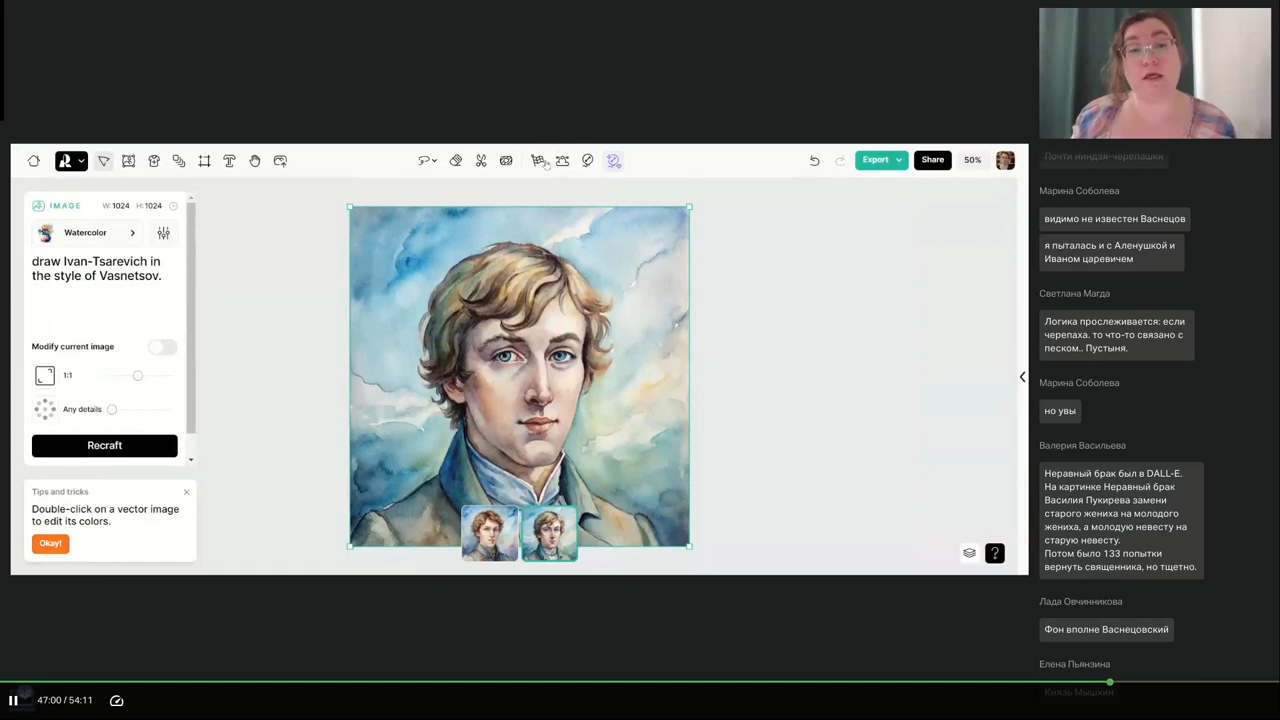 Export
Share
50%
IMAGE
W: 1024 H: 1024
Watercolor
draw Ivan-Tsarevich in
the style of Vasnetsov.
Modify current image
1:1
Any details
Recraft
Tips and tricks
Double-click on a vector image
to edit its colors.
Okay!
?
47:00 / 54:11
Почти ниндзя-черепашки
Марина Соболева
видимо не известен Васнецов
я пыталась и с Аленушкой и
Иваном царевичем
Светлана Магда
Логика прослеживается: если
черепаха. то что-то связано с
песком.. Пустыня.
Марина Соболева
но увы
Валерия Васильева
Неравный брак был в DALL-E.
На картинке Неравный брак
Василия Пукирева замени
старого жениха на молодого
жениха, а молодую невесту на
старую невесту.
Потом было 133 попытки
вернуть священника, но тщетно.
Лада Овчинникова
Фон вполне Васнецовский
Елена Пьянзина
Князь Мышкин